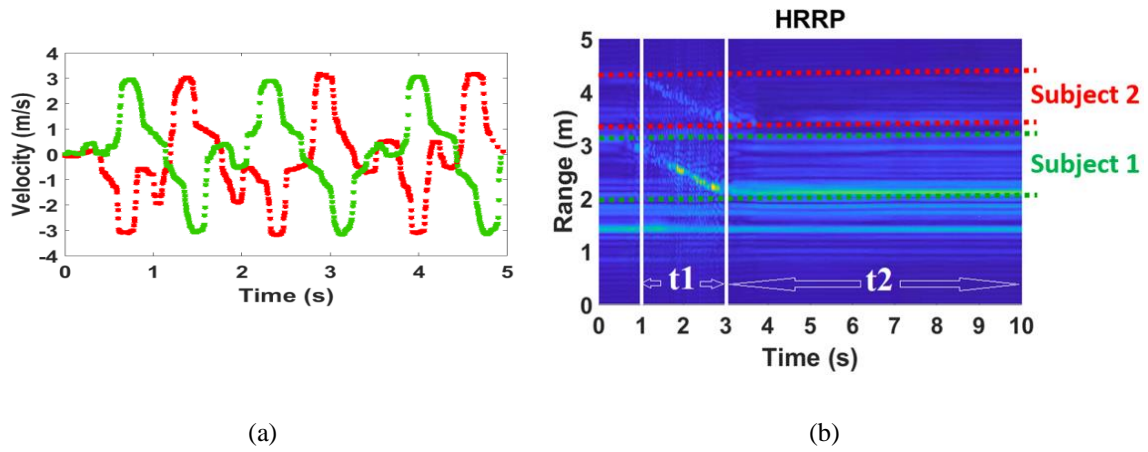 4
3
2
1
0
-1
-2
-3
-4
Velocity (m/s)
0 1 2 3 4 5
Time (s)
(a)
HRRP
5
4
3
2
1
0
Range (m)
Subject 2
Subject 1
t1 t2
0 1 2 3 4 5 6 7 8 9 10
Time (s)
(b)